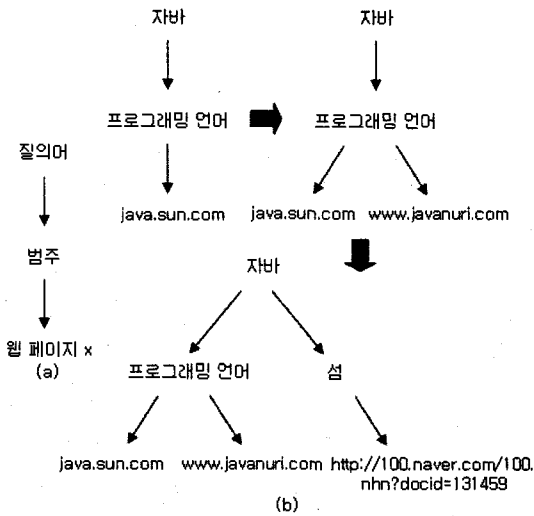 자바
자바
프로그래밍 언어
프로그래밍 언어
질의어
java.sun.com
java.sun.com
www.javanuri.com
범주
자바
웹 페이지 x
(a)
프로그래밍 언어
섬
java.sun.com
www.javanuri.com
http://100.naver.com/100.
nhn?docid=131459
(b)